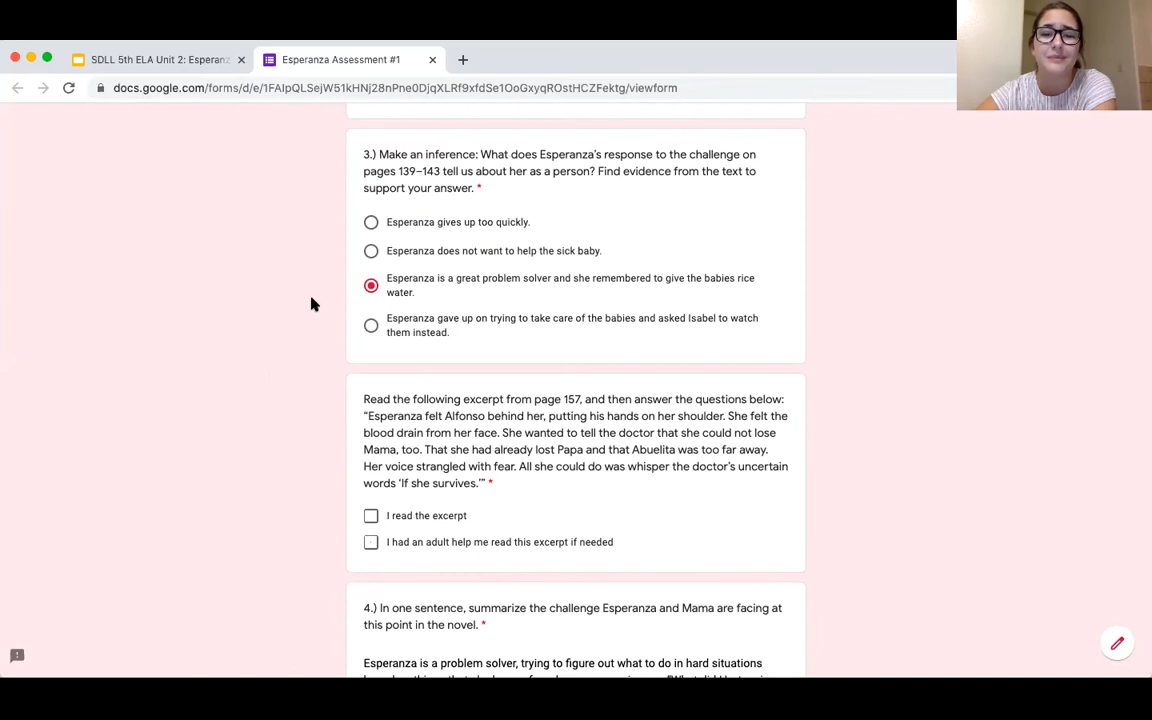 SDLL 5th ELA Unit 2: Esperan
Esperanza Assessment #1
docs.google.com/forms/d/e/1FAIpQLSejW51kHNj28nPne0DjqXLRf9xfdSe1OoGxyqROstHCZFektg/viewform
3.) Make an inference: What does Esperanza's response to the challenge on
pages 139–143 tell us about her as a person? Find evidence from the text to
support your answer. *
Esperanza gives up too quickly.
Esperanza does not want to help the sick baby.
Esperanza is a great problem solver and she remembered to give the babies rice
water.
Esperanza gave up on trying to take care of the babies and asked Isabel to watch
them instead.
Read the following excerpt from page 157, and then answer the questions below:
“Esperanza felt Alfonso behind her, putting his hands on her shoulder. She felt the
blood drain from her face. She wanted to tell the doctor that she could not lose
Mama, too. That she had already lost Papa and that Abuelita was too far away.
Her voice strangled with fear. All she could do was whisper the doctor’s uncertain
words ‘If she survives.’” *
I read the excerpt
I had an adult help me read this excerpt if needed
4.) In one sentence, summarize the challenge Esperanza and Mama are facing at
this point in the novel. *
Esperanza is a problem solver, trying to figure out what to do in hard situations